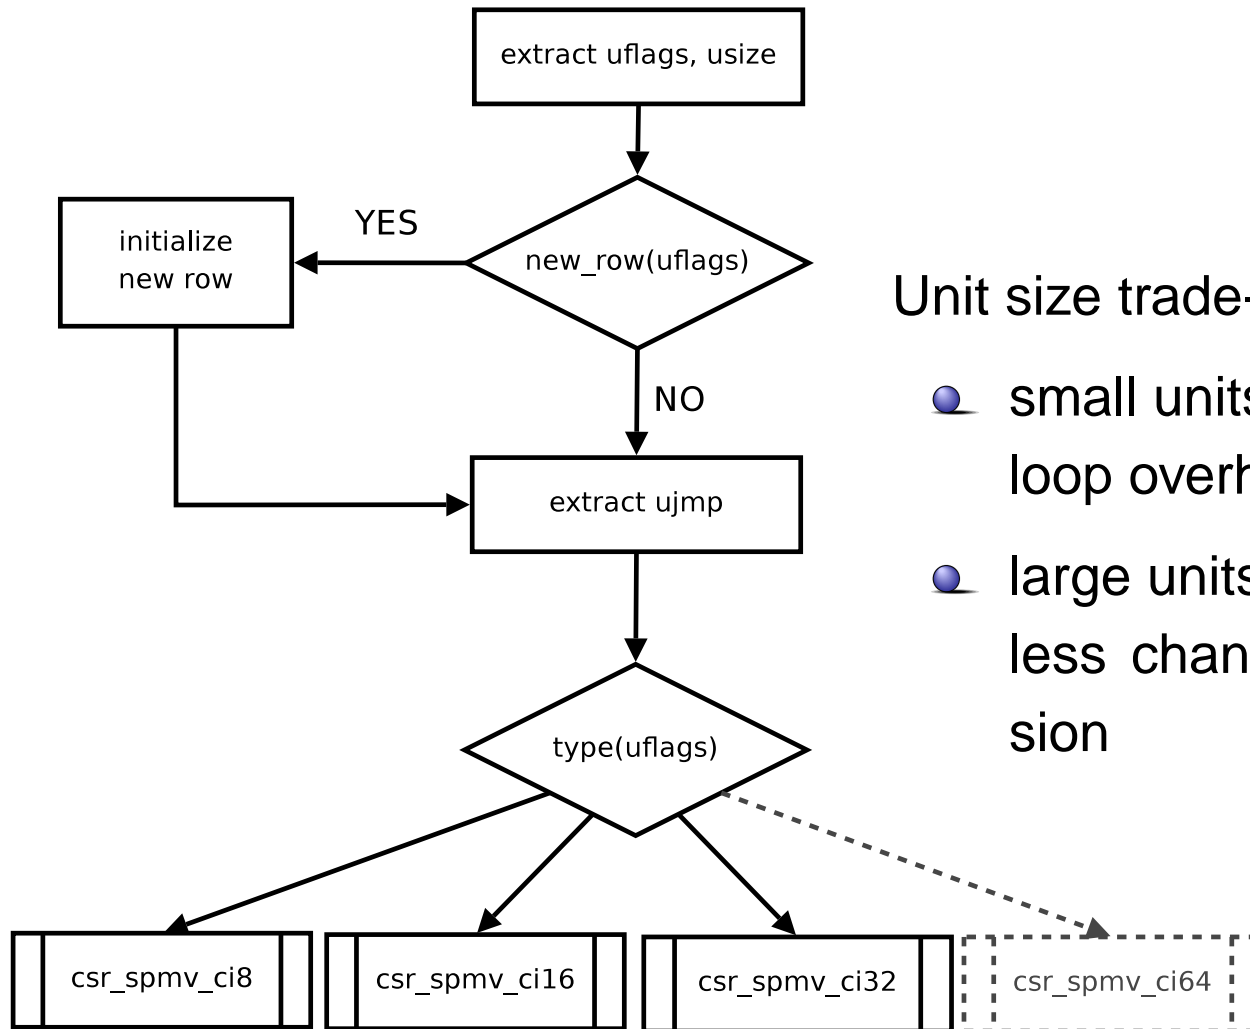 extract uflags, usize
YES
initialize
new row
new_row(uflags)
NO
extract ujmp
type(uflags)
csr_spmv_ci8
csr_spmv_ci16
csr_spmv_ci32
csr_spmv_ci64
Unit size trade-
small units
loop overh
large units
less chan
sion